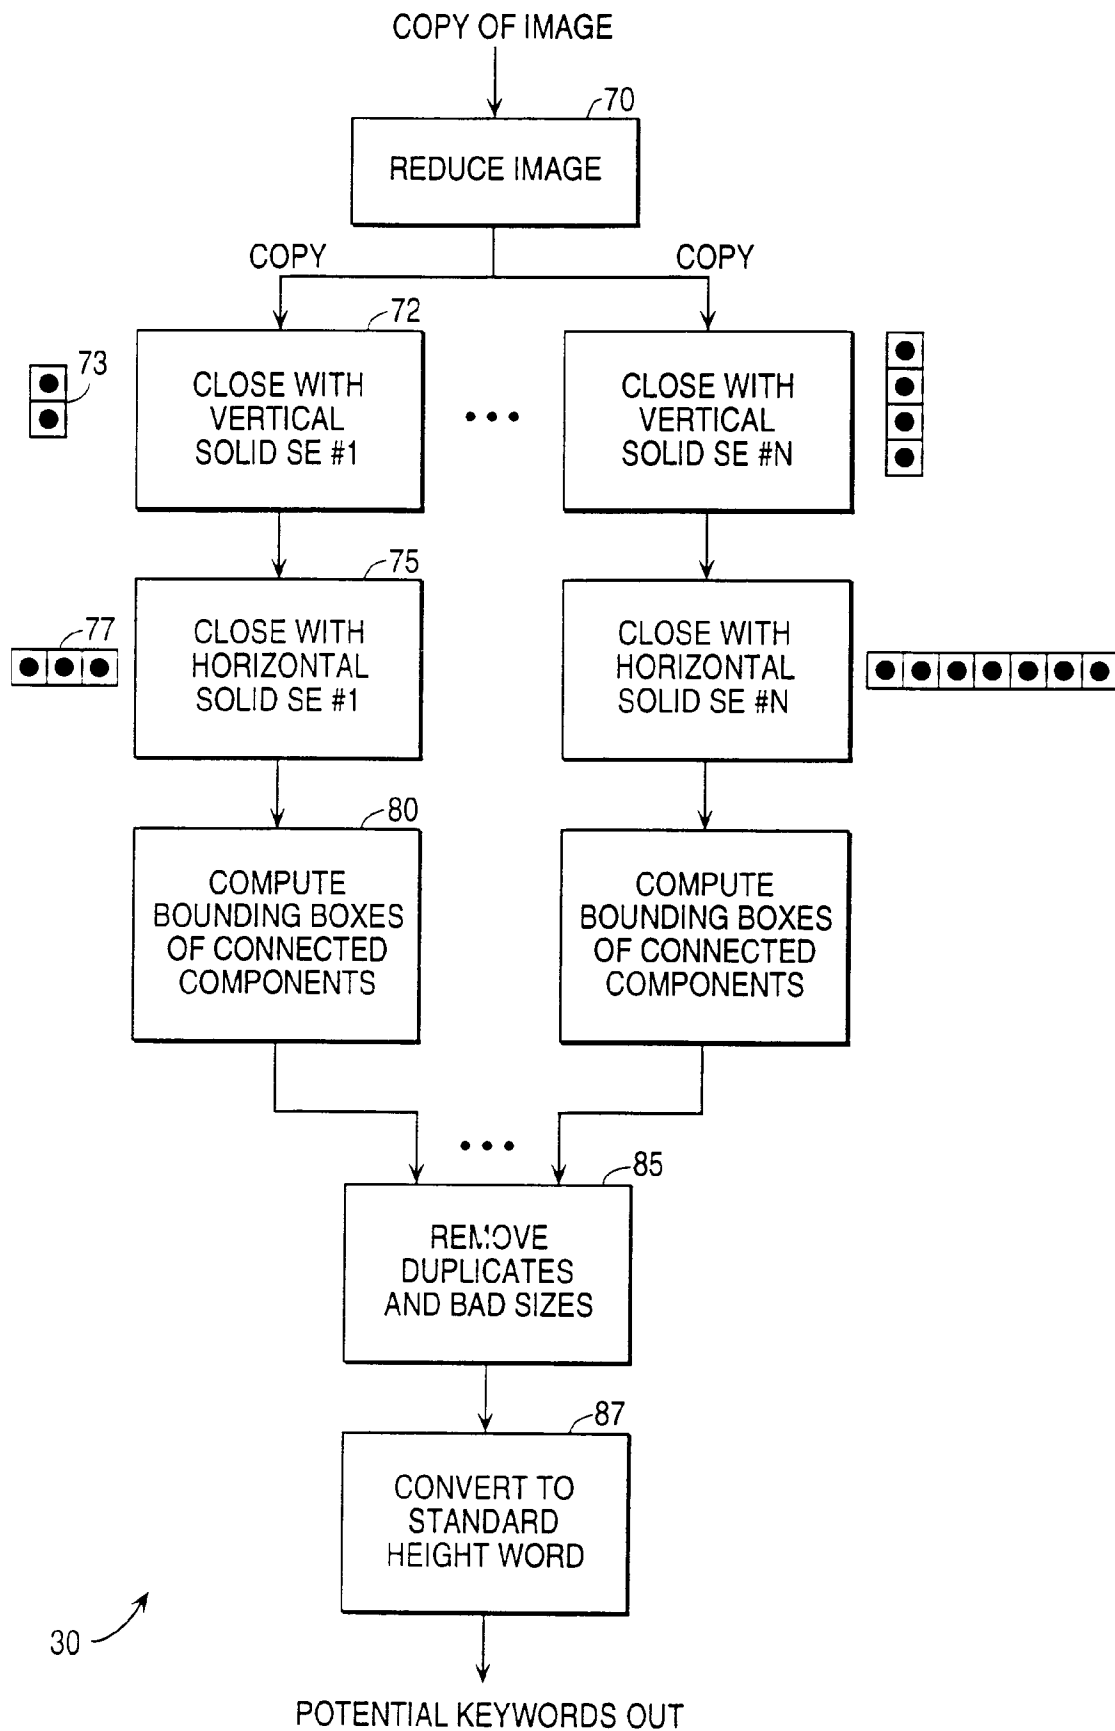 COPY OF IMAGE
70
REDUCE IMAGE
COPY
COPY
72
73
CLOSE WITH
VERTICAL
SOLID SE #1
CLOSE WITH
VERTICAL
SOLID SE #N
75
77
CLOSE WITH
HORIZONTAL
SOLID SE #1
CLOSE WITH
HORIZONTAL
SOLID SE #N
80
COMPUTE
BOUNDING BOXES
OF CONNECTED
COMPONENTS
COMPUTE
BOUNDING BOXES
OF CONNECTED
COMPONENTS
85
REMOVE
DUPLICATES
AND BAD SIZES
87
CONVERT TO
STANDARD
HEIGHT WORD
30
POTENTIAL KEYWORDS OUT